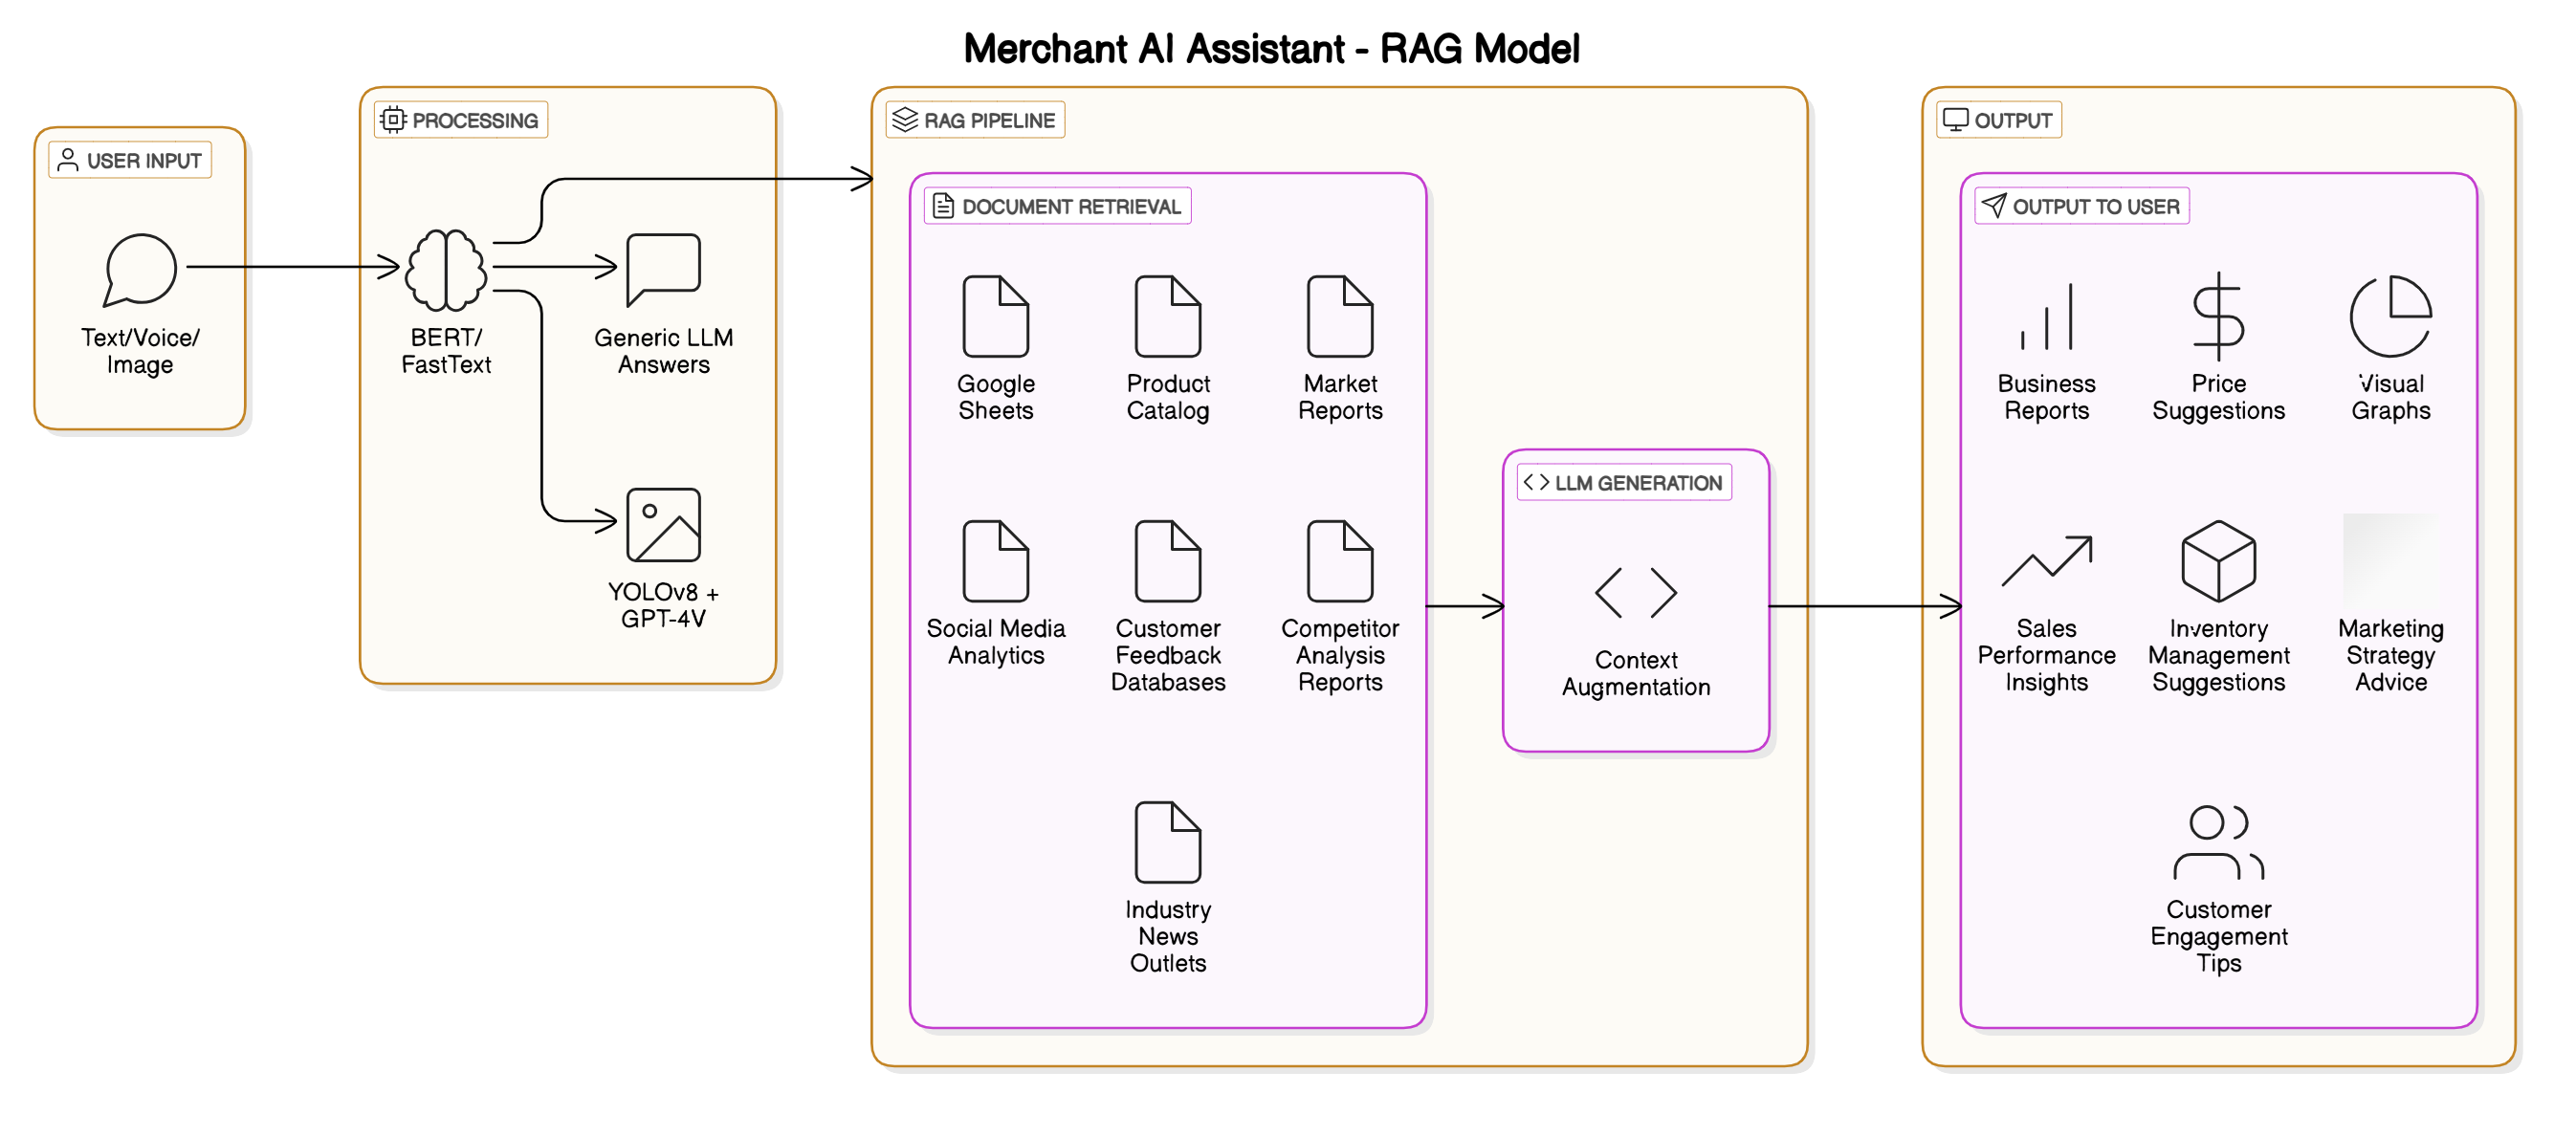 Merchant AI Assistant - RAG Model
USER INPUT
Text/Voice/
Image
PROCESSING
BERT/
FastText
Generic LLM
Answers
YOLOv8 +
GPT-4V
RAG PIPELINE
DOCUMENT RETRIEVAL
Google
Sheets
Product
Catalog
Market
Reports
Social Media
Analytics
Customer
Feedback
Databases
Competitor
Analysis
Reports
Industry
News
Outlets
LLM GENERATION
Context
Augmentation
OUTPUT
OUTPUT TO USER
Business
Reports
Price
Suggestions
Visual
Graphs
Sales
Performance
Insights
Inventory
Management
Suggestions
Marketing
Strategy
Advice
Customer
Engagement
Tips